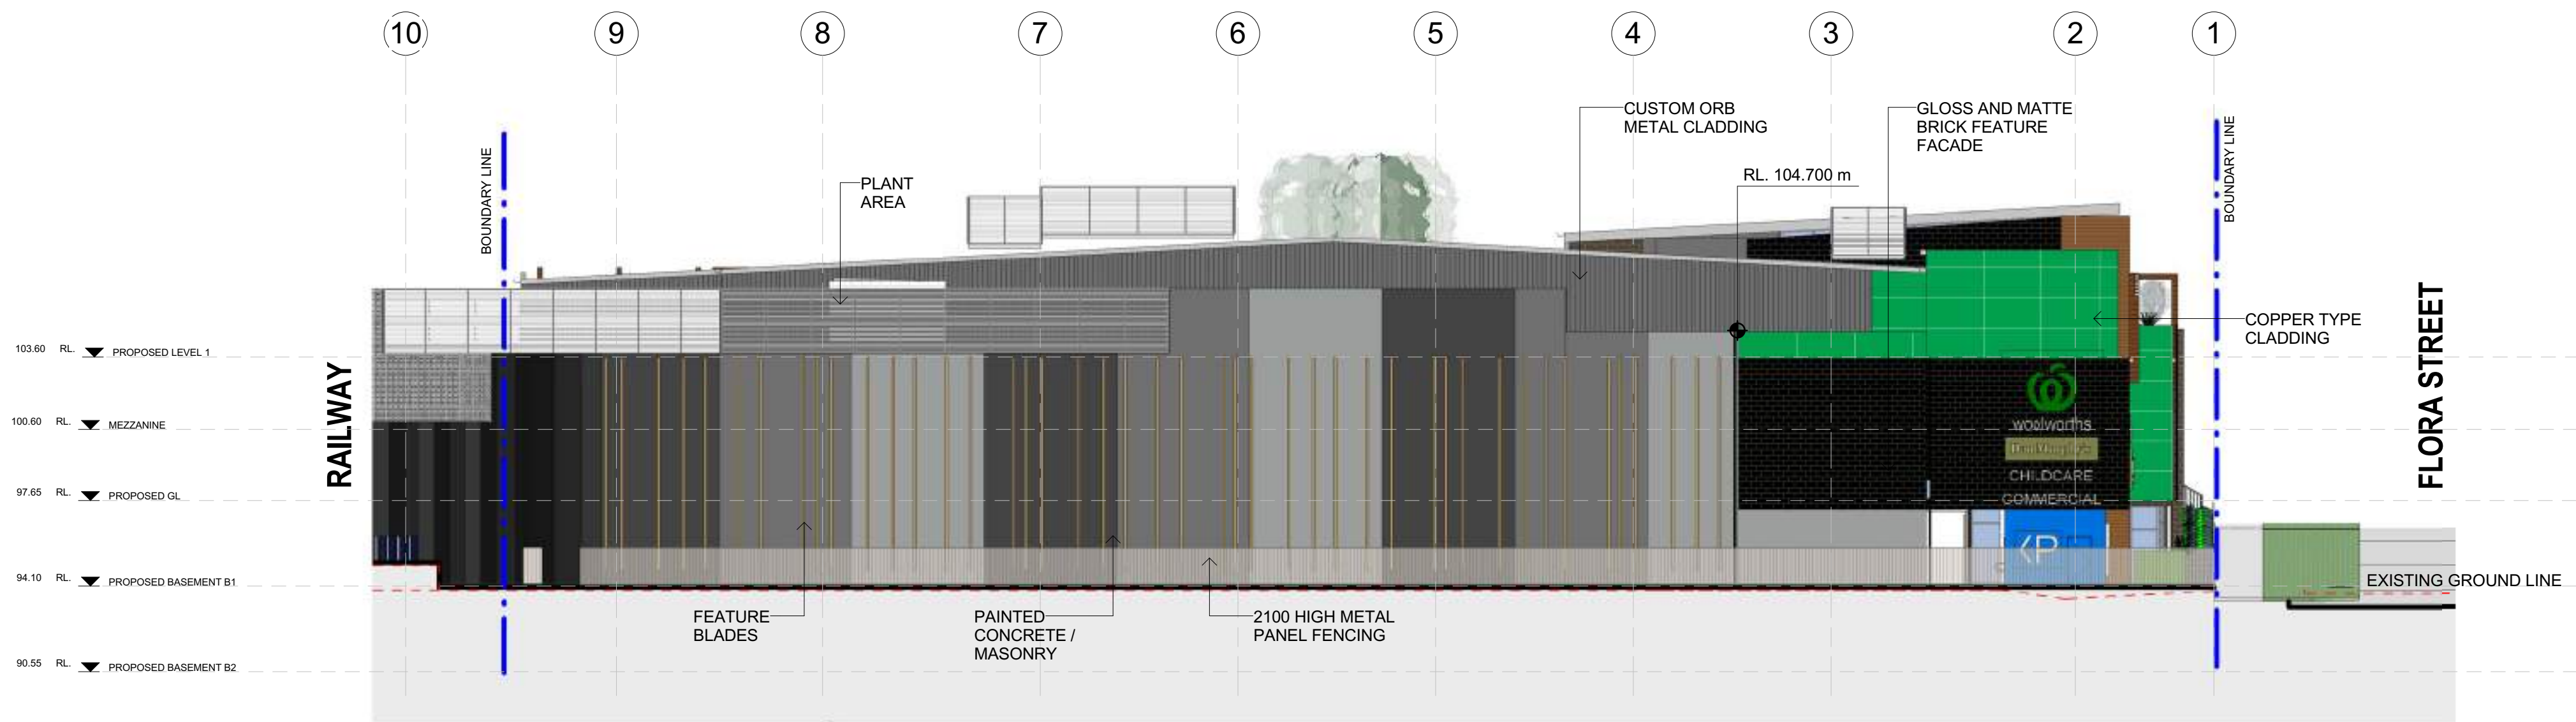 10
9
8
7
6
5
4
3
2
1
CUSTOM ORB
METAL CLADDING
GLOSS AND MATTE
BRICK FEATURE
FACADE
BOUNDARY LINE
BOUNDARY LINE
PLANT
AREA
RL. 104.700 m
COPPER TYPE
CLADDING
103.60 RL. PROPOSED LEVEL 1
100.60 RL. MEZZANINE
97.65 RL. PROPOSED GL
94.10 RL. PROPOSED BASEMENT B1
90.55 RL. PROPOSED BASEMENT B2
RAILWAY
FLORA STREET
woolworths
Dan Murphy's
CHILDCARE
COMMERCIAL
P
EXISTING GROUND LINE
FEATURE
BLADES
PAINTED
CONCRETE /
MASONRY
2100 HIGH METAL
PANEL FENCING